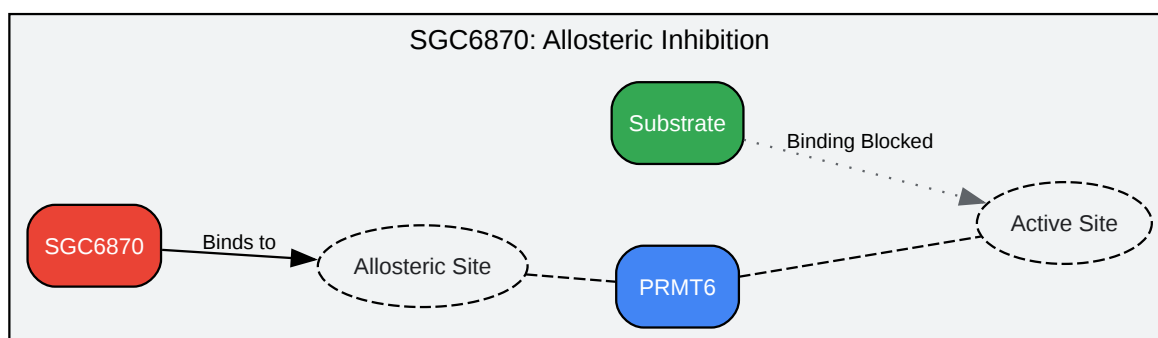 SGC6870: Allosteric Inhibition
Substrate
Binding Blocked
Active Site
SGC6870
Binds to
Allosteric Site
PRMT6